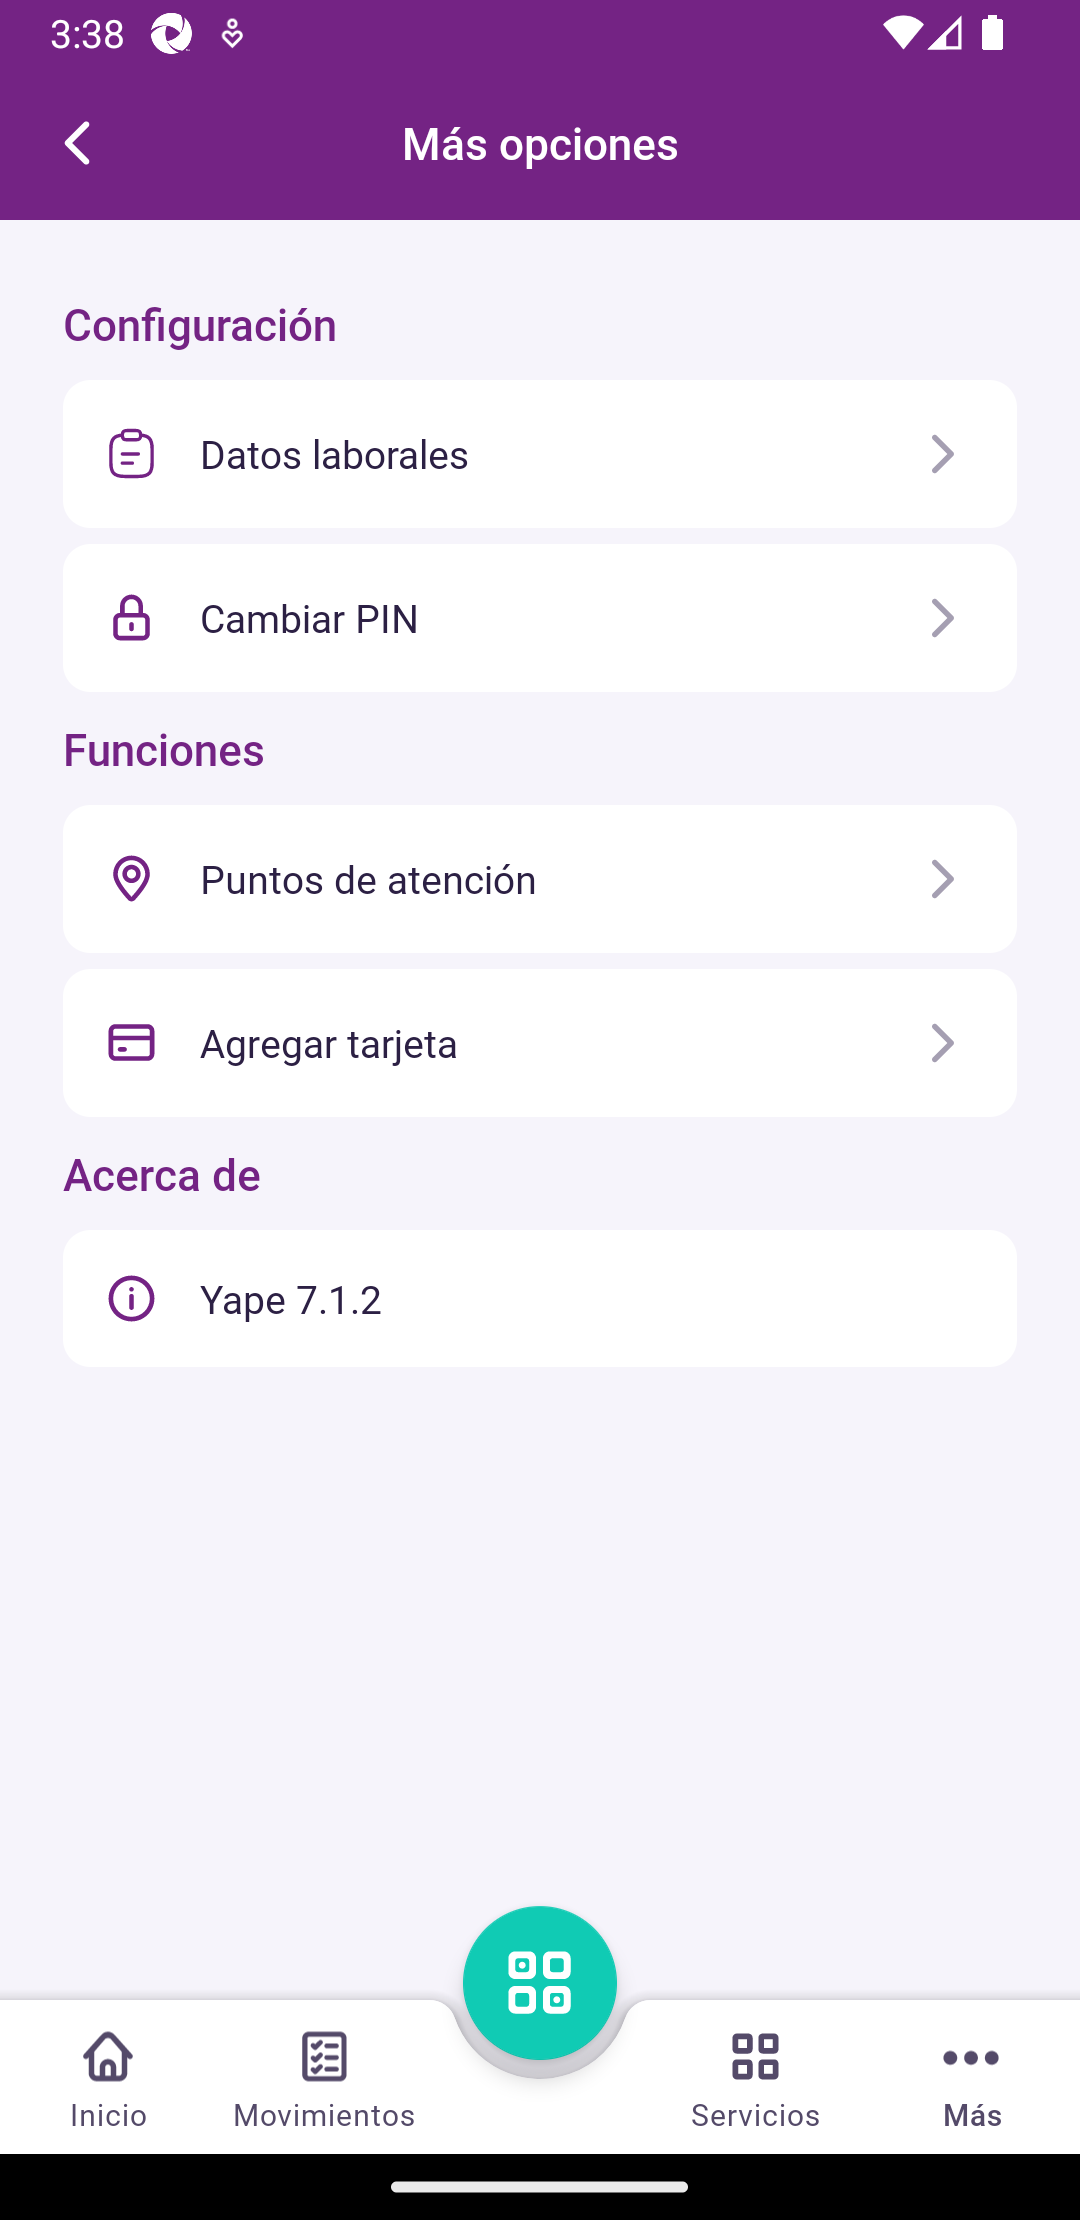 3:38
Más opciones
Configuración
Datos laborales
Cambiar PIN
Funciones
Puntos de atención
Agregar tarjeta
Acerca de
Yape 7.1.2
Inicio
Movimientos
Servicios
Más